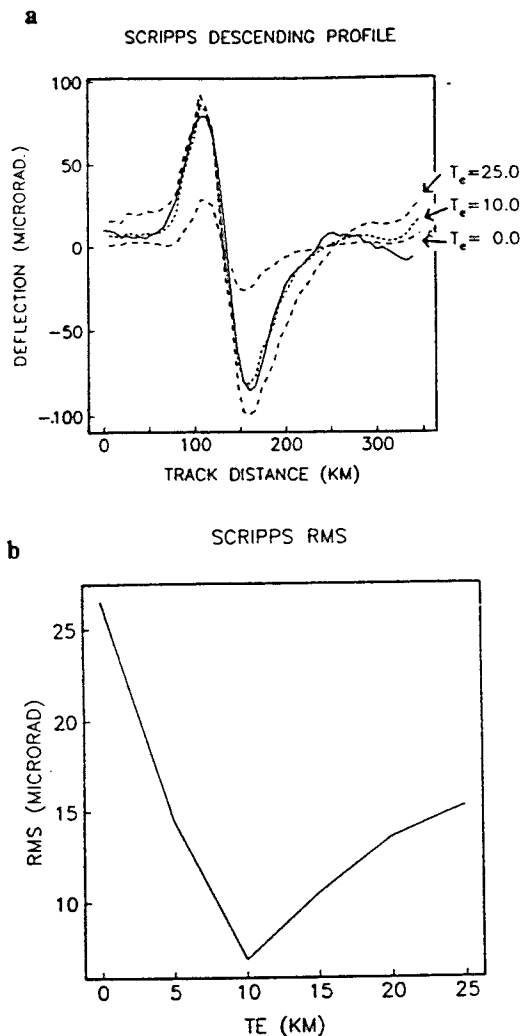 a
SCRIPPS DESCENDING PROFILE
100
50
0
-50
-100
DEFLECTION (MICRORAD.)
Te=25.0
Te=10.0
Te= 0.0
0 100 200 300
TRACK DISTANCE (KM)
b
SCRIPPS RMS
25
20
15
10
RMS (MICRORAD)
0 5 10 15 20 25
TE (KM)